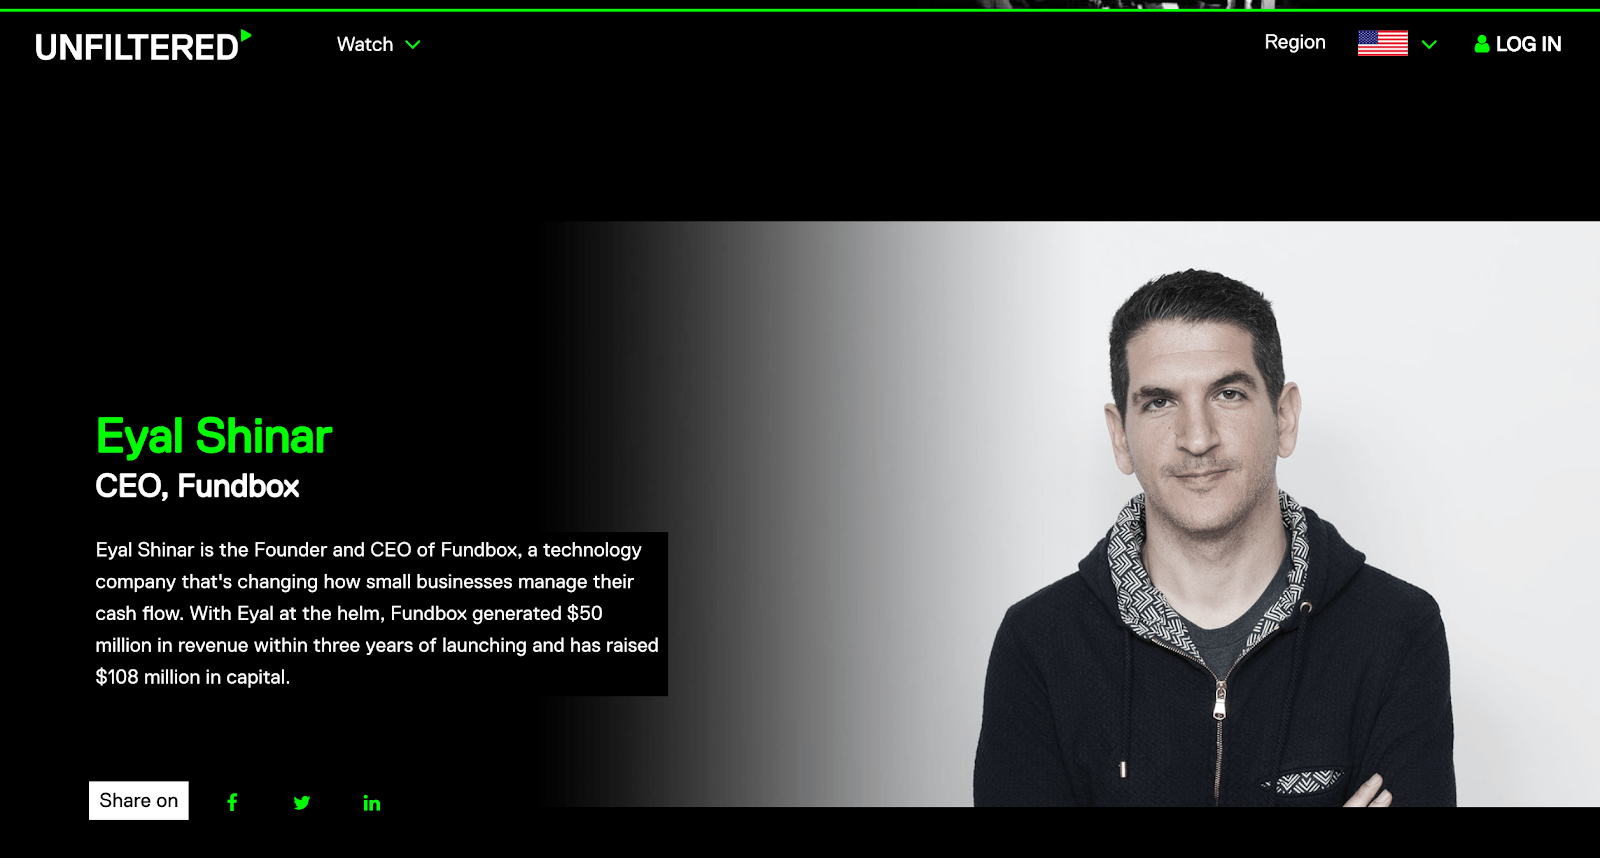 UNFILTERED
Watch
Region
LOG IN
Eyal Shinar
CEO, Fundbox
Eyal Shinar is the Founder and CEO of Fundbox, a technology
company that's changing how small businesses manage their
cash flow. With Eyal at the helm, Fundbox generated $50
million in revenue within three years of launching and has raised
$108 million in capital.
Share on